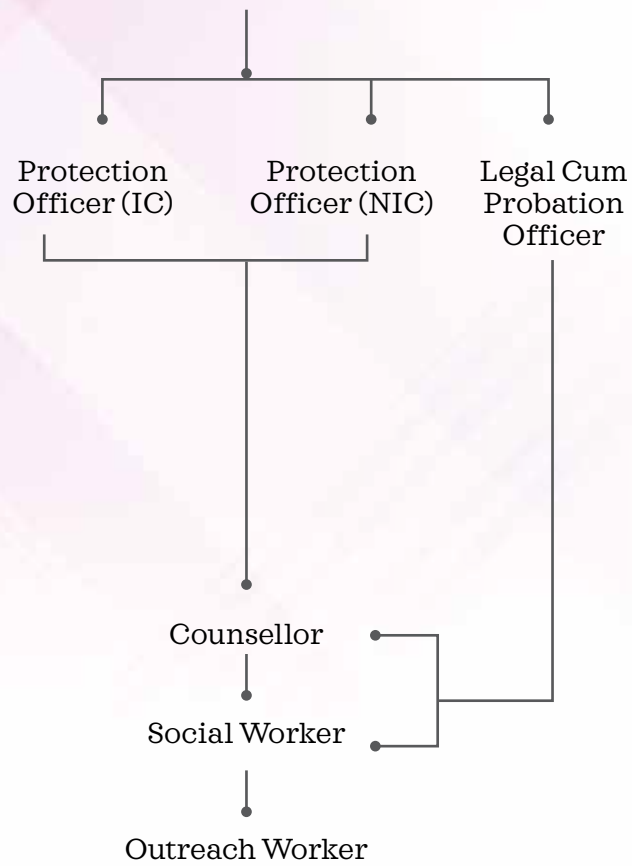 Protection
Officer (IC)
Protection
Officer (NIC)
Legal Cum
Probation
Officer
Counsellor
Social Worker
Outreach Worker